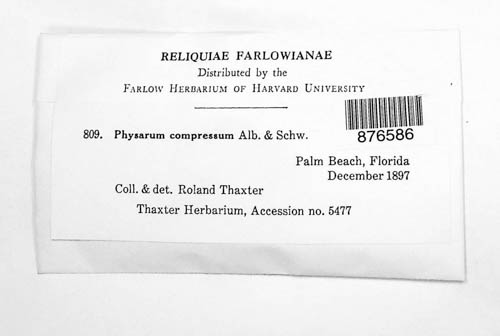 RELIQUIAE FARLOWIANAE
Distributed by the
FARLOW HERBARIUM OF HARVARD UNIVERSITY
876586
809. Physarum compressum Alb. & Schw.
Palm Beach, Florida
December 1897
Coll. & det. Roland Thaxter
Thaxter Herbarium, Accession no. 5477